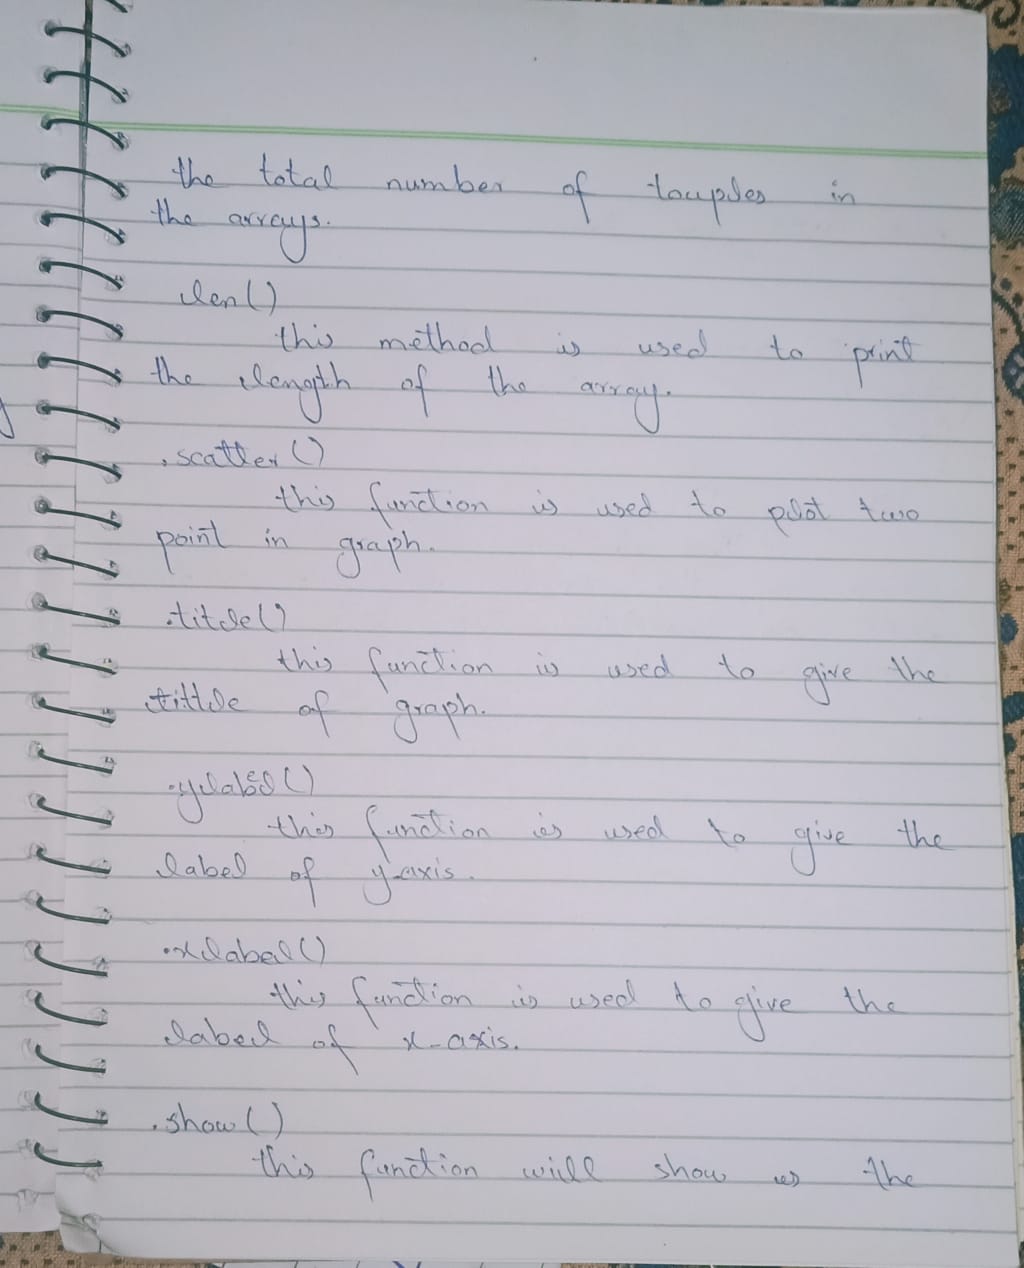 the total number of touples in
the arrays.
len()
this method is used to print
the length of the array.
.scatter()
this function is used to plot two
point in graph.
.title()
this function is used to give the
tittle of graph.
.ylabel()
this function is used to give the
label of y-axis.
.xlabel()
this function is used to give the
label of x-axis.
.show()
this function will show us the